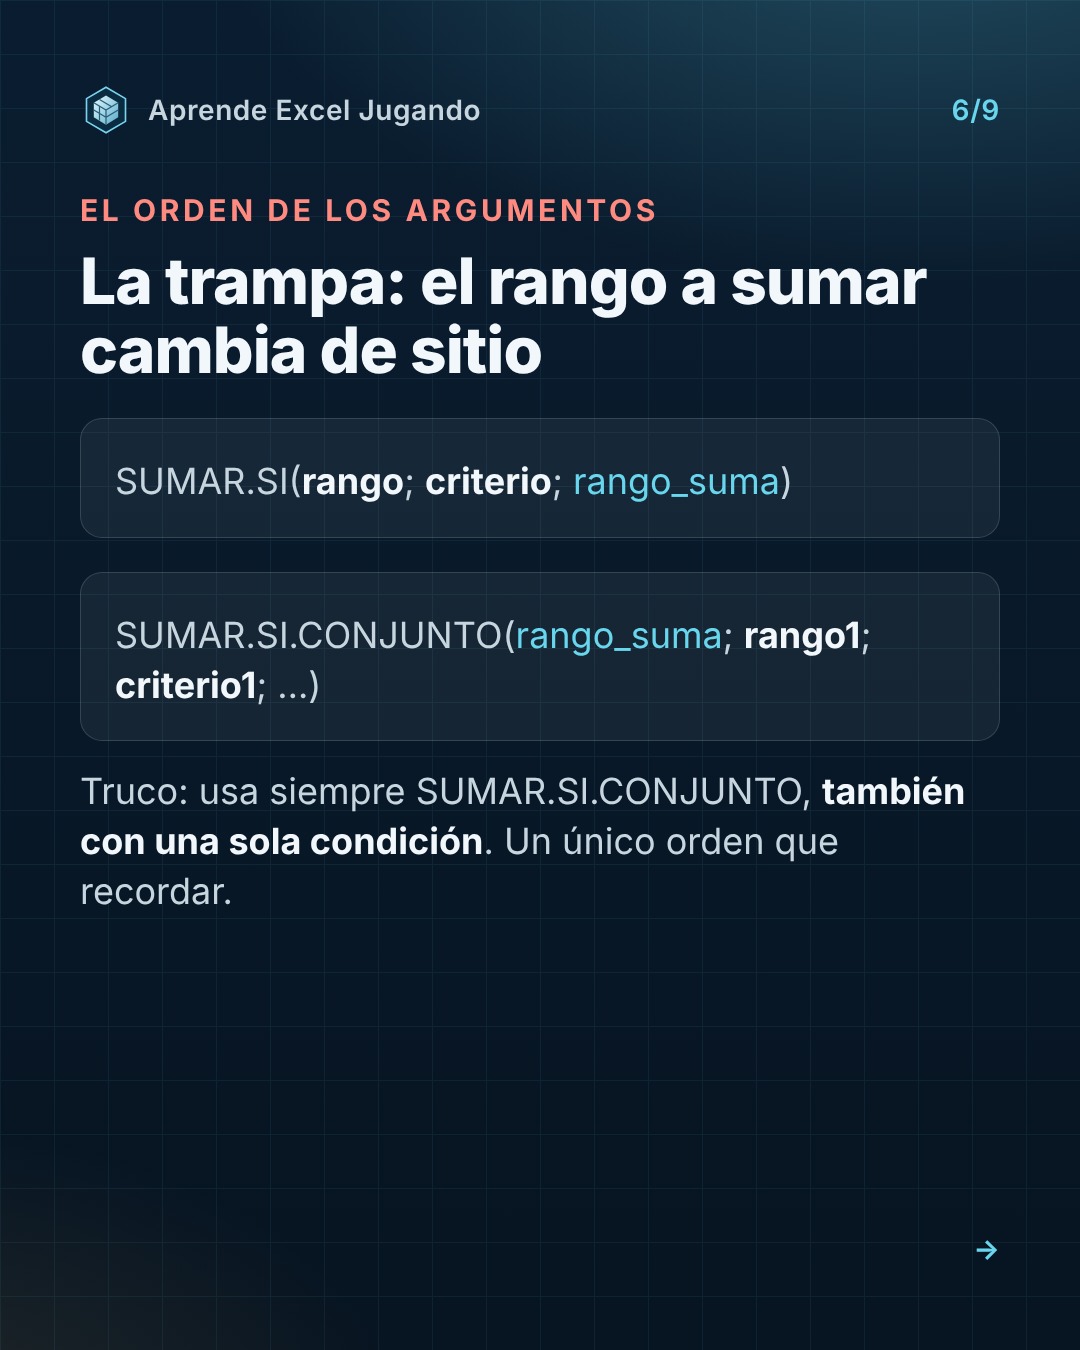 Aprende Excel Jugando
6/9
EL ORDEN DE LOS ARGUMENTOS
La trampa: el rango a sumar
cambia de sitio
SUMAR.SI(rango; criterio; rango_suma)
SUMAR.SI.CONJUNTO(rango_suma; rango1;
criterio1; ...)
Truco: usa siempre SUMAR.SI.CONJUNTO, también
con una sola condición. Un único orden que
recordar.
→